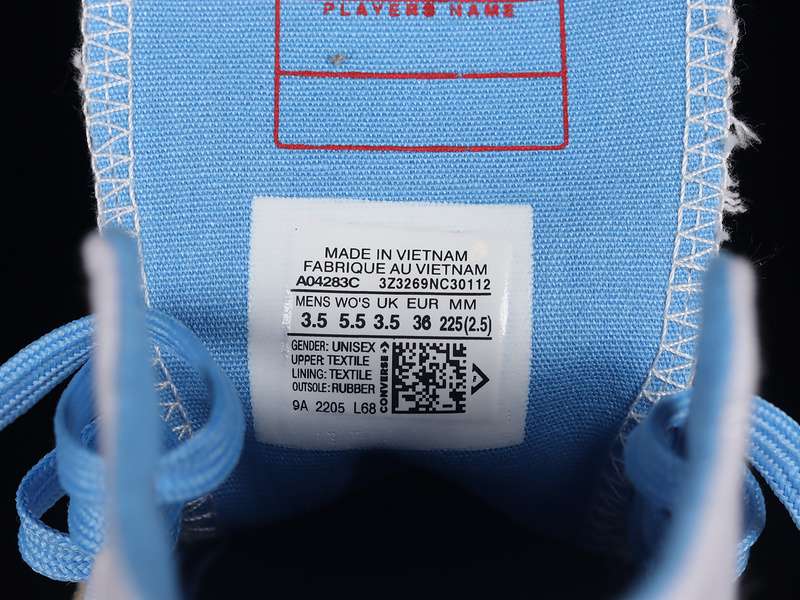 PLAYERS NAME
MADE IN VIETNAM
FABRIQUE AU VIETNAM
A04283C 3Z3269NC30112
MENS WO'S UK EUR MM
3.5 5.5 3.5 36 225(2.5)
GENDER: UNISEX
UPPER: TEXTILE
LINING: TEXTILE
OUTSOLE: RUBBER
CONVERSE
9A 2205 L68